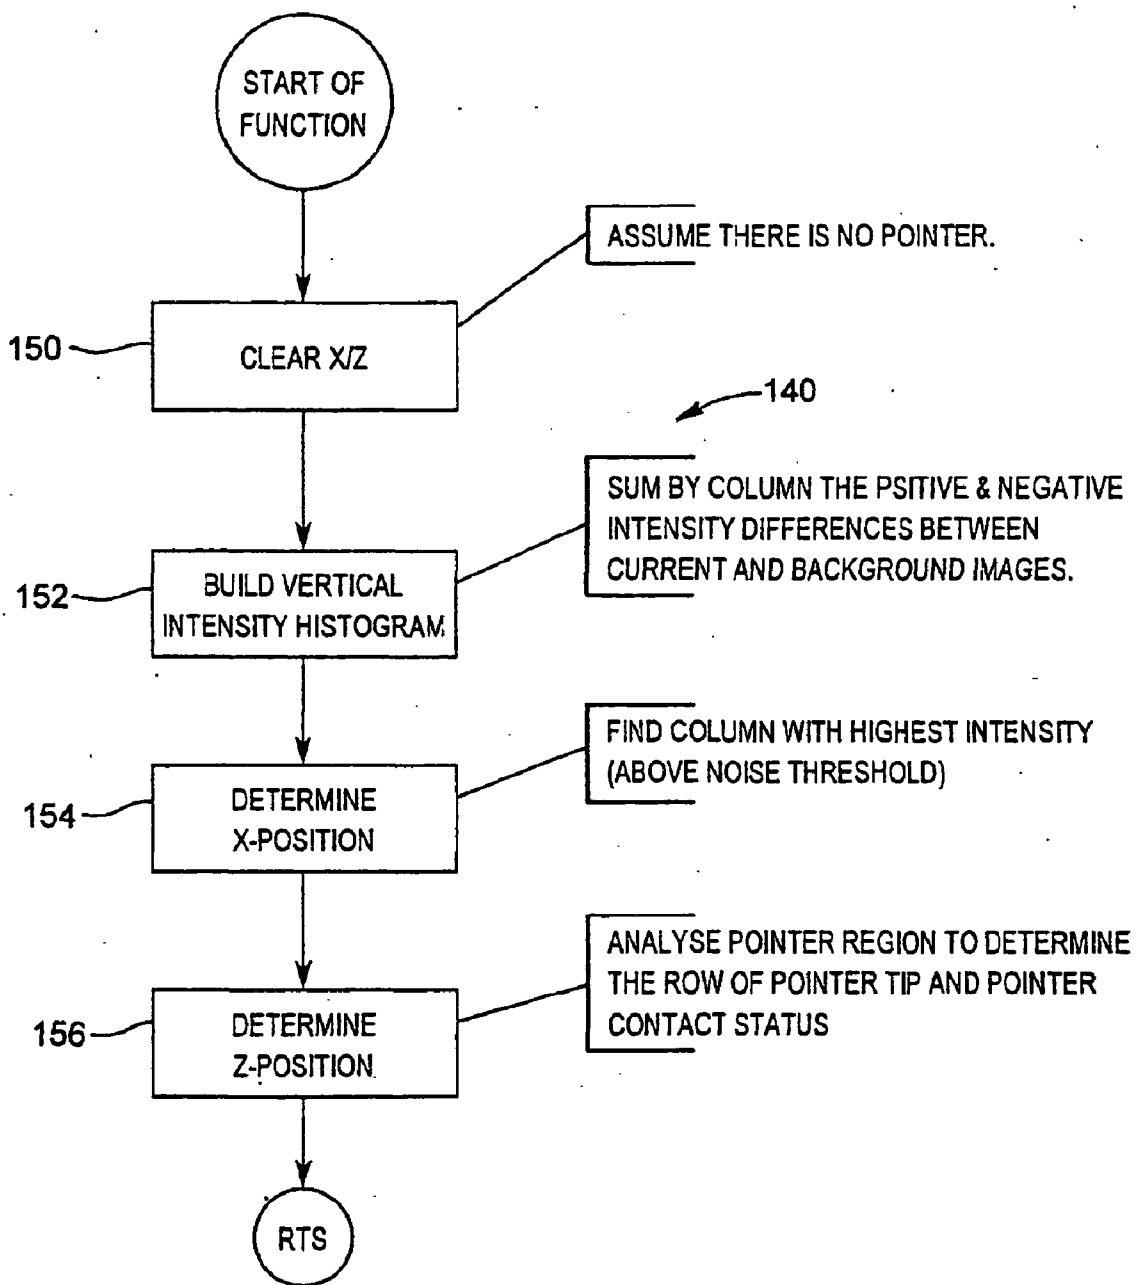 START OF
FUNCTION
ASSUME THERE IS NO POINTER.
150
CLEAR X/Z
140
SUM BY COLUMN THE PSITIVE & NEGATIVE
INTENSITY DIFFERENCES BETWEEN
CURRENT AND BACKGROUND IMAGES.
152
BUILD VERTICAL
INTENSITY HISTOGRAM
FIND COLUMN WITH HIGHEST INTENSITY
(ABOVE NOISE THRESHOLD)
154
DETERMINE
X-POSITION
ANALYSE POINTER REGION TO DETERMINE
THE ROW OF POINTER TIP AND POINTER
CONTACT STATUS
156
DETERMINE
Z-POSITION
RTS